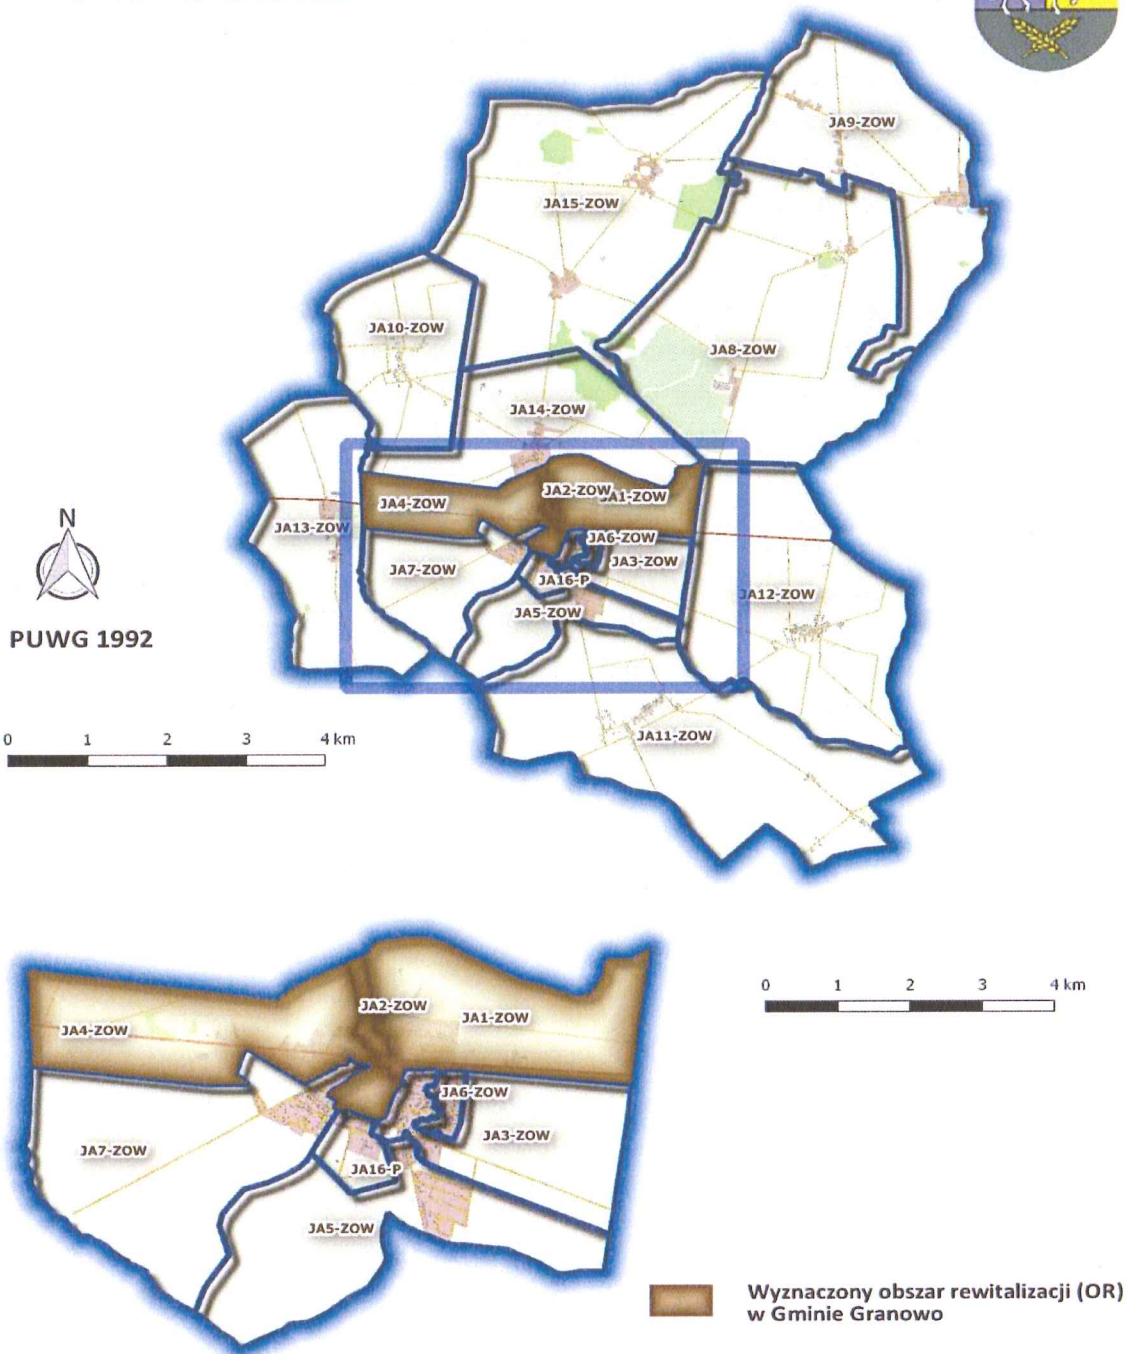 JA9-ZOW
JA15-ZOW
JA10-ZOW
JA8-ZOW
JA14-ZOW
JA2-ZOW
JA1-ZOW
JA4-ZOW
JA13-ZOW
JA6-ZOW
JA3-ZOW
JA7-ZOW
JA16-P
JA12-ZOW
JA5-ZOW
JA11-ZOW
N
PUWG 1992
0 1 2 3 4 km
JA2-ZOW
JA1-ZOW
JA4-ZOW
JA6-ZOW
JA3-ZOW
JA7-ZOW
JA16-P
JA5-ZOW
0 1 2 3 4 km
Wyznaczony obszar rewitalizacji (OR)
w Gminie Granowo